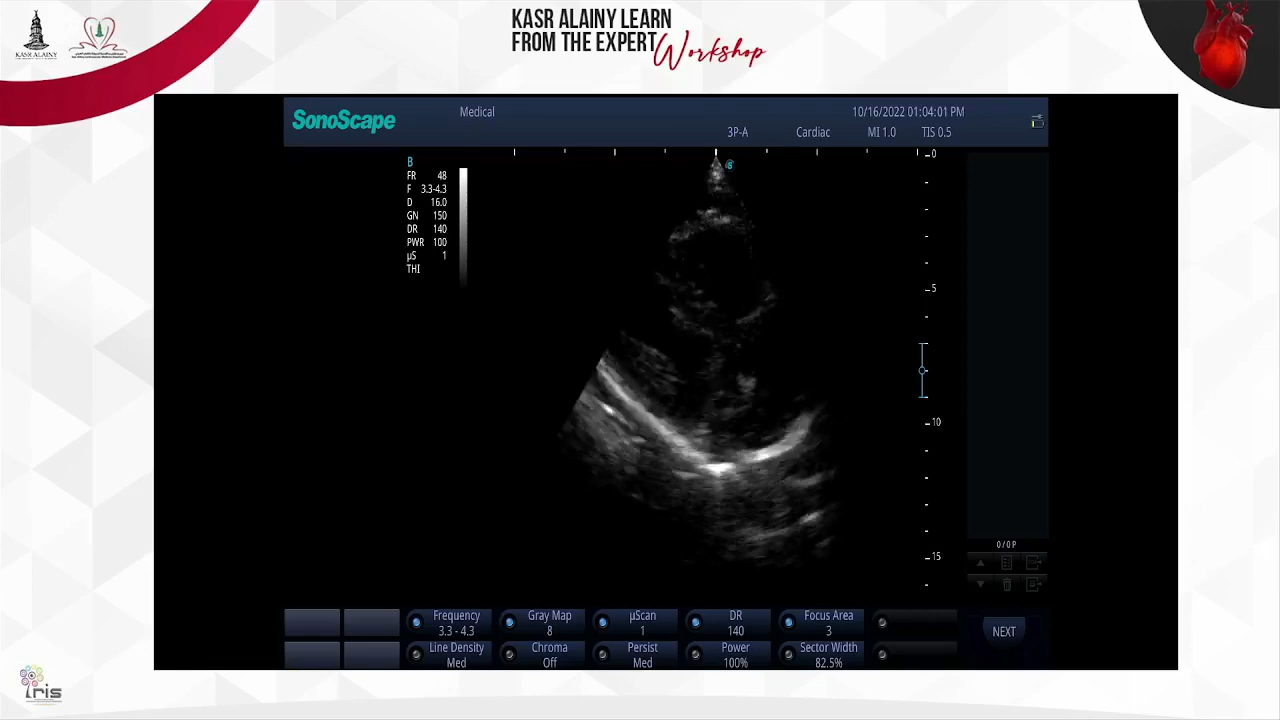 KASR ALAINY LEARN
FROM THE EXPERT Workshop
KASR ALAINY
SonoScape
Medical
10/16/2022 01:04:01 PM
3P-A
Cardiac
MI 1.0
TIS 0.5
B
FR 48
F 3.3-4.3
D 16.0
GN 150
DR 140
PWR 100
µS 1
THI
S
0
5
10
15
0/0P
Frequency
3.3 - 4.3
Gray Map
8
µScan
1
DR
140
Focus Area
3
NEXT
Line Density
Med
Chroma
Off
Persist
Med
Power
100%
Sector Width
82.5%
iris